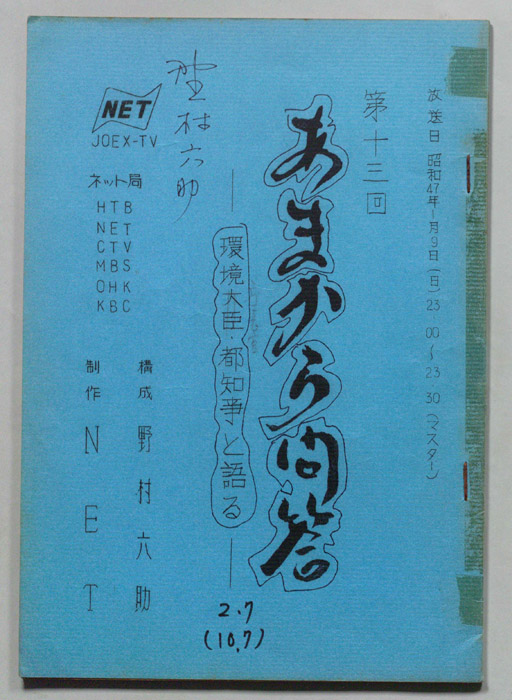 放送日 昭和47年1月9日(日)23 00〜23 30(マスター)
第十三回
あまから問答
環境大臣・都知事と語る
2.7
(10.7)
野村六助
NET
JOEX-TV
ネット局
HTB
NET
CTV
MBS
OHK
KBC
構成 野村六助
制作 NET